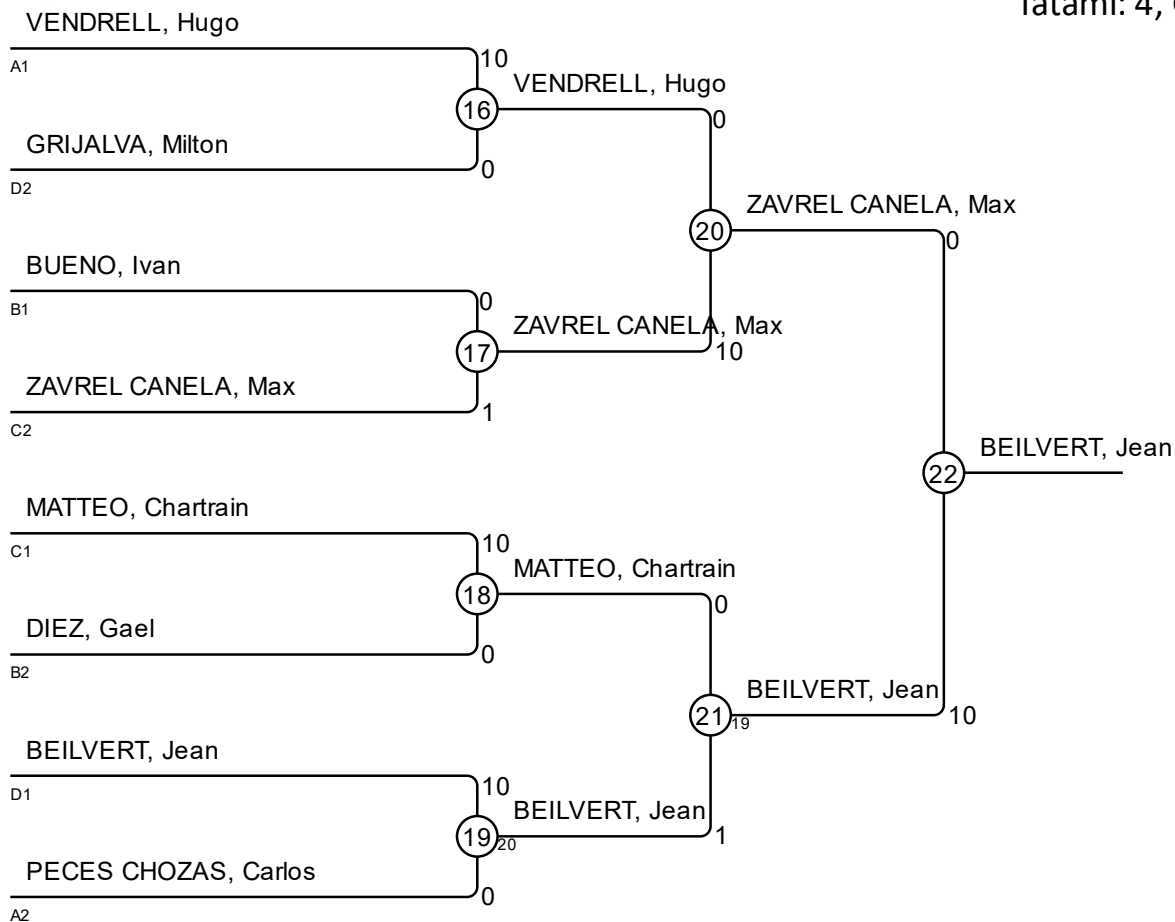 Tatami: 4,
VENDRELL, Hugo
A1
10
16
VENDRELL, Hugo
0
GRIJALVA, Milton
D2
0
20
ZAVREL CANELA, Max
0
BUENO, Ivan
B1
0
17
ZAVREL CANELA, Max
10
ZAVREL CANELA, Max
C2
1
22
BEILVERT, Jean
MATTEO, Chartrain
C1
10
18
MATTEO, Chartrain
0
DIEZ, Gael
B2
0
21
19
BEILVERT, Jean
10
BEILVERT, Jean
D1
10
19
20
BEILVERT, Jean
1
PECES CHOZAS, Carlos
A2
0